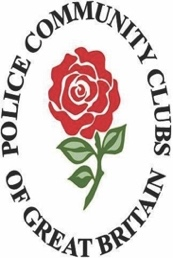 POLICE COMMUNITY CLUBS
OF GREAT BRITAIN